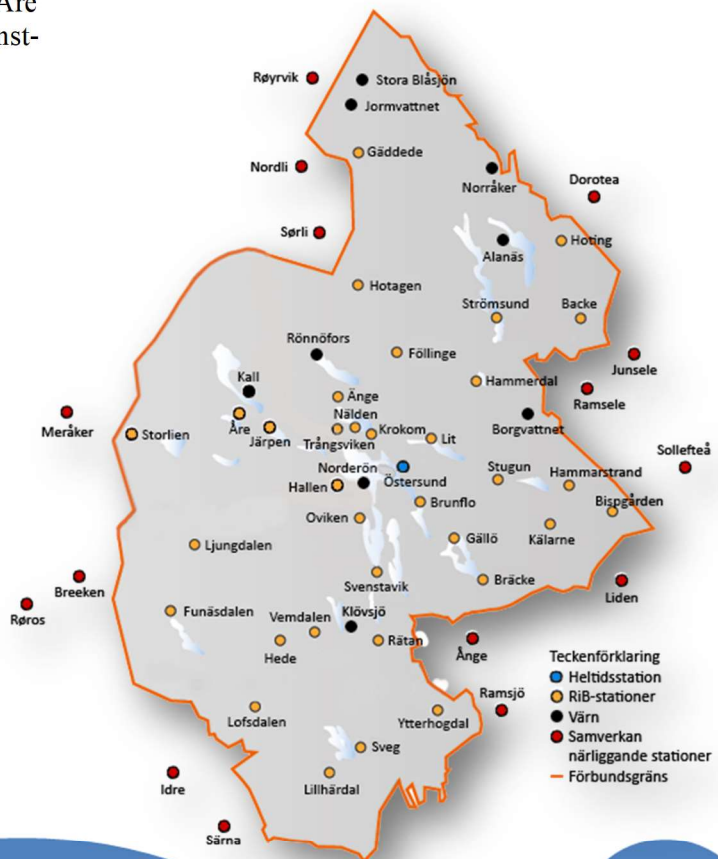 Åre
nst-
Røyrvik
Stora Blåsjön
Jormvattnet
Gäddede
Nordli
Norråker
Dorotea
Sørli
Hoting
Alanäs
Hotagen
Strömsund
Backe
Rönnöfors
Föllinge
Junsele
Kall
Hammerdal
Ramsele
Änge
Meråker
Åre
Nälden
Borgvattnet
Storlien
Järpen
Trångsviken
Krokom
Lit
Sollefteå
Norderön
Östersund
Stugun
Hammarstrand
Hallen
Brunflo
Bispgården
Oviken
Kälarne
Ljungdalen
Gällö
Svenstavik
Bräcke
Breeken
Liden
Røros
Funäsdalen
Vemdalen
Klövsjö
Rätan
Hede
Ånge
Teckenförklaring
Heltidsstation
RiB-stationer
Värn
Samverkan
närliggande stationer
Förbundsgräns
Ramsjö
Lofsdalen
Ytterhogdal
Sveg
Idre
Lillhärdal
Särna